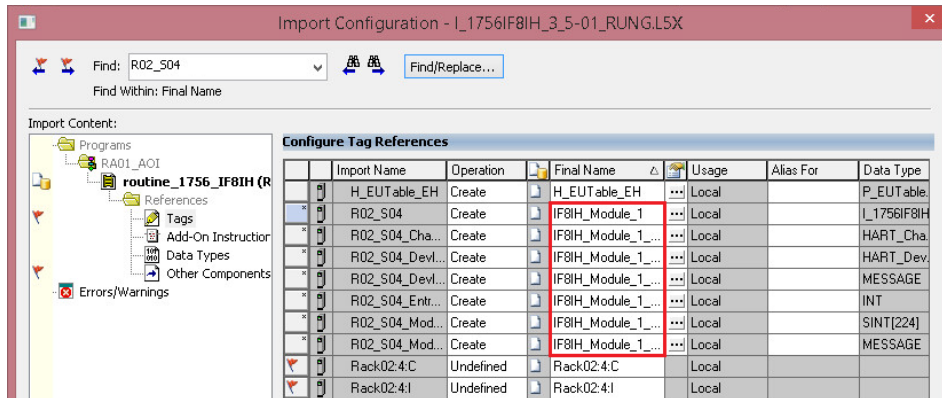 Import Configuration - I_1756IF8IH_3_5-01_RUNG.L5X
Find: R02_S04 Find/Replace...
Find Within: Final Name
Import Content:
Programs
RA01_AOI
routine_1756_IF8IH (R
References
Tags
Add-On Instruction
Data Types
Other Components
Errors/Warnings
Configure Tag References
Import Name Operation Final Name Usage Alias For Data Type
H_EUTable_EH Create H_EUTable_EH ... Local P_EUTable.
R02_S04 Create IF8IH_Module_1 ... Local I_1756IF8IH
R02_S04_Cha... Create IF8IH_Module_1_... ... Local HART_Cha.
R02_S04_DevI... Create IF8IH_Module_1_... ... Local HART_Dev.
R02_S04_DevI... Create IF8IH_Module_1_... ... Local MESSAGE
R02_S04_Entr... Create IF8IH_Module_1_... ... Local INT
R02_S04_Mod... Create IF8IH_Module_1_... ... Local SINT[224]
R02_S04_Mod... Create IF8IH_Module_1_... ... Local MESSAGE
Rack02:4:C Undefined Rack02:4:C Local
Rack02:4:I Undefined Rack02:4:I ... Local